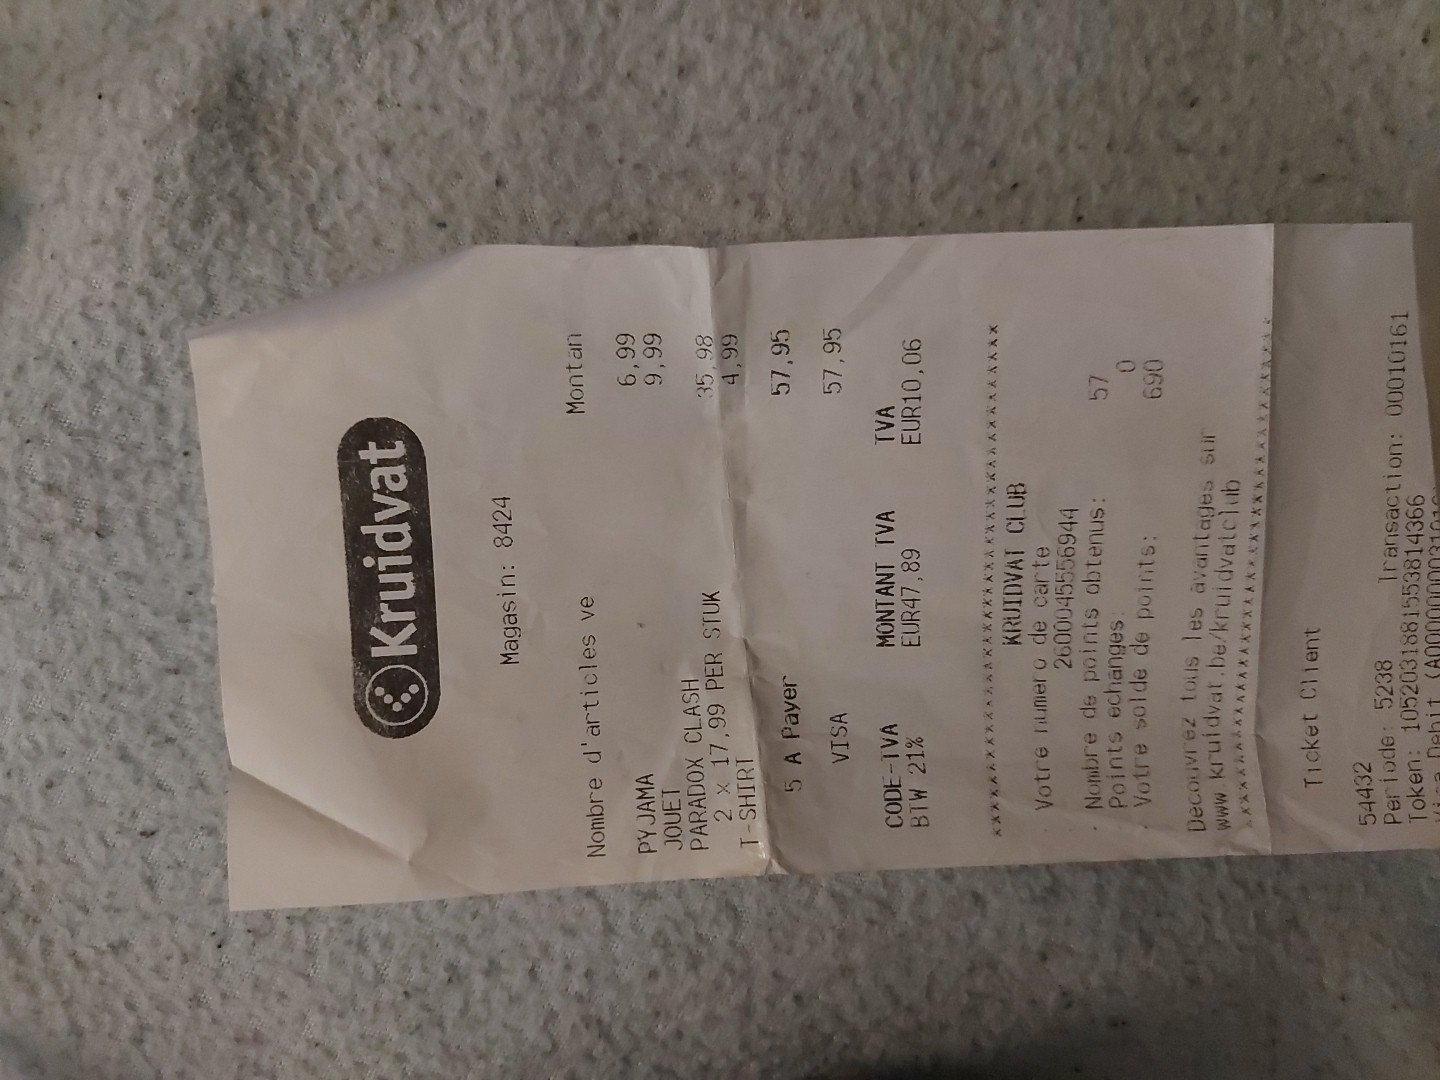 Kruidvat
Magasin: 8424
Nombre d'articles ve Montan
PYJAMA 6,99
JOUET 9,99
PARADOX CLASH
2 x 17,99 PER STUK 35,98
T-SHIRT 4,99
5 A Payer 57,95
VISA 57,95
CODE-TVA MONTANT TVA TVA
BTW 21% EUR47,89 EUR10,06
KRUIDVAT CLUB
Votre numero de carte
2600045556944
Nombre de points obtenus: 57
Points echanges: 0
Votre solde de points: 690
Decouvrez tous les avantages sur
www.kruidvat.be/kruidvatclub
Ticket Client
54432
Periode: 5238 Transaction: 00010161
Token: 1052031881553814366
Visa Debit